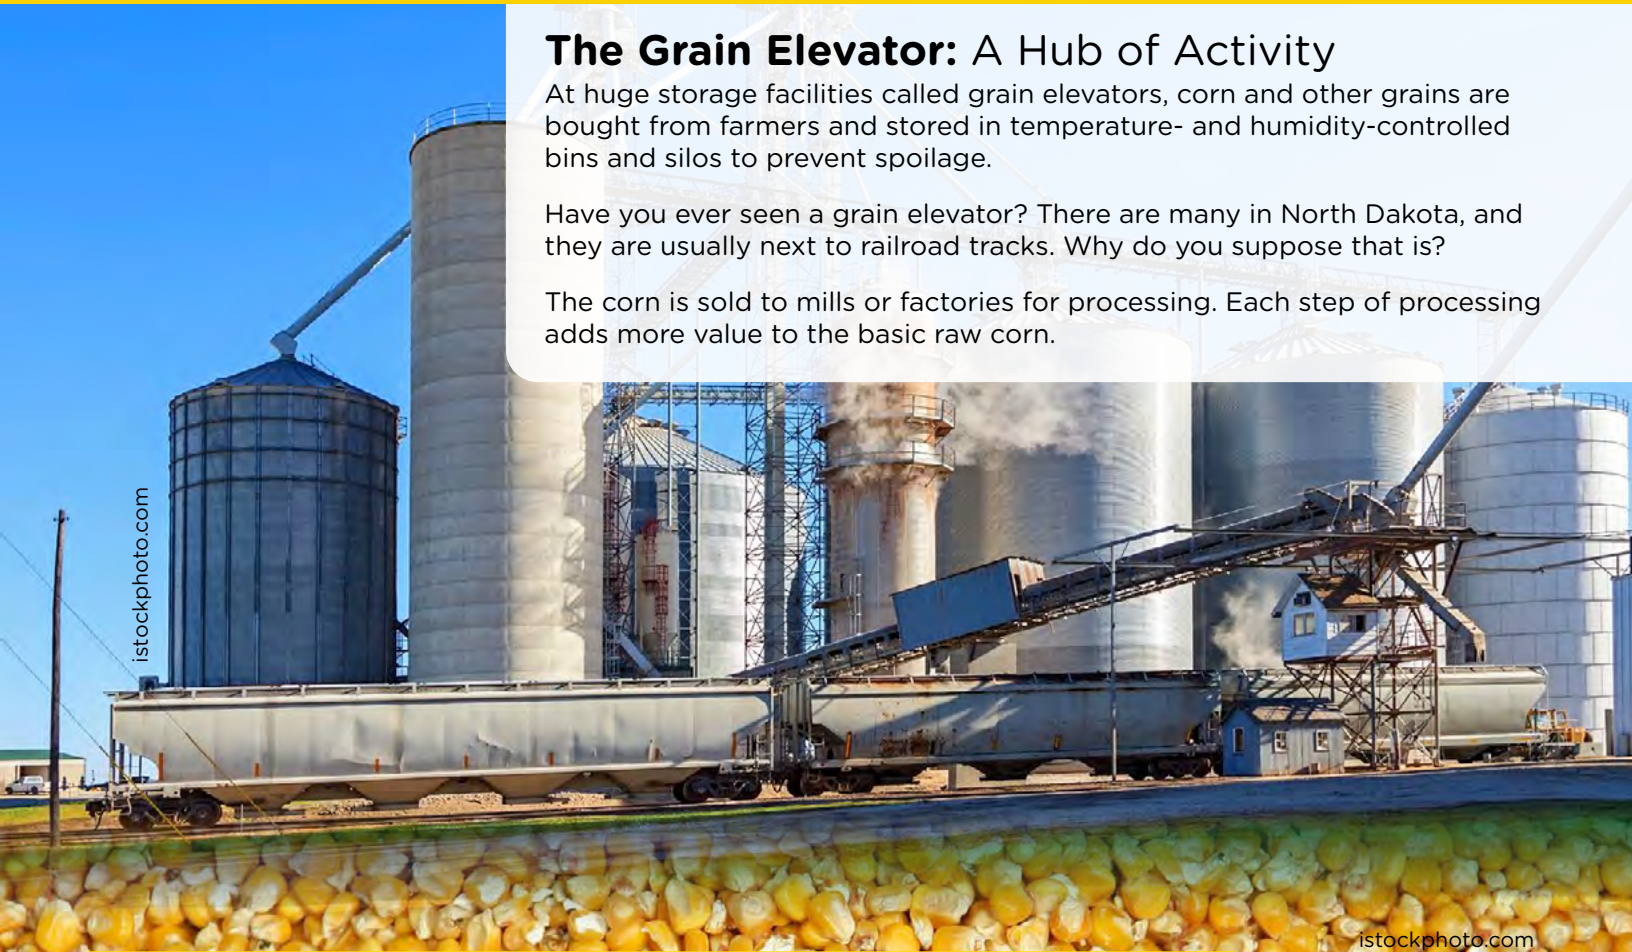 The Grain Elevator: A Hub of Activity
At huge storage facilities called grain elevators, corn and other grains are
bought from farmers and stored in temperature- and humidity-controlled
bins and silos to prevent spoilage.
Have you ever seen a grain elevator? There are many in North Dakota, and
they are usually next to railroad tracks. Why do you suppose that is?
The corn is sold to mills or factories for processing. Each step of processing
adds more value to the basic raw corn.
istockphoto.com
istockphoto.com